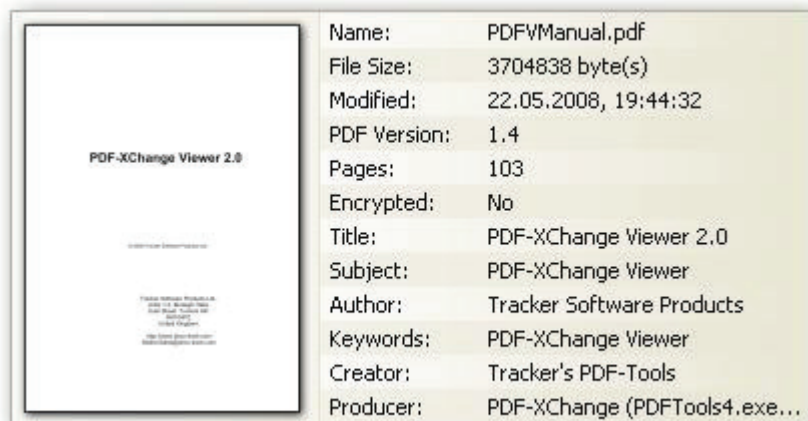 PDF-XChange Viewer 2.0
Name: PDFVManual.pdf
File Size: 3704838 byte(s)
Modified: 22.05.2008, 19:44:32
PDF Version: 1.4
Pages: 103
Encrypted: No
Title: PDF-XChange Viewer 2.0
Subject: PDF-XChange Viewer
Author: Tracker Software Products
Keywords: PDF-XChange Viewer
Creator: Tracker's PDF-Tools
Producer: PDF-XChange (PDFTools4.exe...